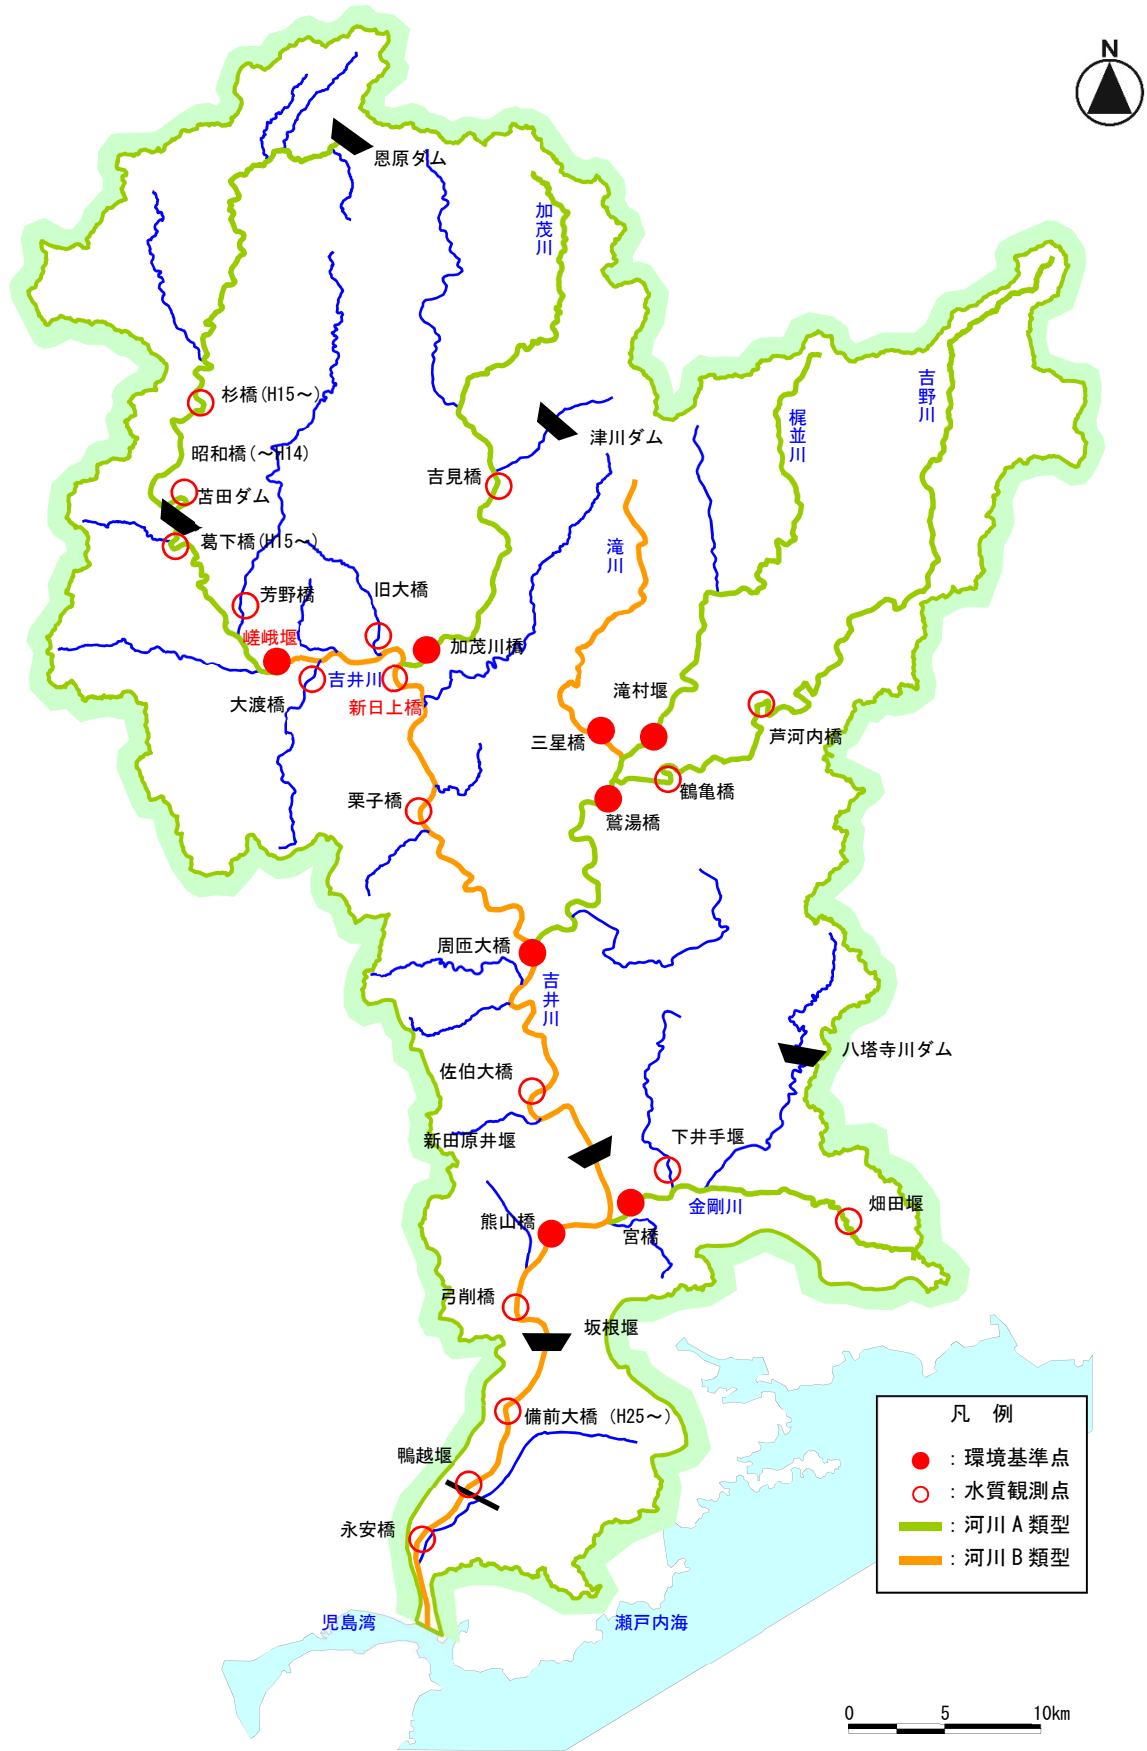 N
恩原ダム
加茂川
吉野川
梶並川
杉橋(H15～)
津川ダム
昭和橋(～H14)
吉見橋
苫田ダム
葛下橋(H15～)
滝川
芳野橋
旧大橋
嵯峨堰
加茂川橋
吉井川
大渡橋
新日上橋
滝村堰
三星橋
芦河内橋
鶴亀橋
栗子橋
鷲湯橋
周匝大橋
吉井川
八塔寺川ダム
佐伯大橋
新田原井堰
下井手堰
金剛川
畑田堰
熊山橋
宮橋
弓削橋
坂根堰
備前大橋 (H25～)
鴨越堰
永安橋
児島湾
瀬戸内海
凡 例
：環境基準点
：水質観測点
：河川A類型
：河川B類型
0 5 10km